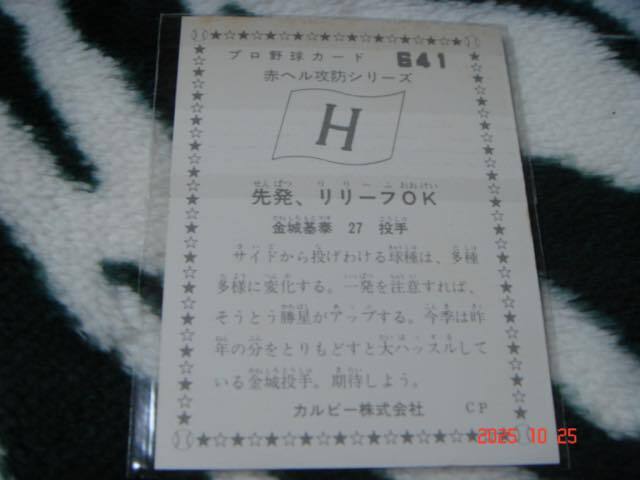 プロ野球カード 641
赤ヘル攻防シリーズ
H
先発、リリーフOK
金城基泰 27 投手
サイドから投げわける球種は、多種
多様に変化する。一発を注意すれば、
そうとう勝星がアップする。今季は昨
年の分をとりもどすと大ハッスルして
いる金城投手。期待しよう。
カルビー株式会社 CP
2025 10 25